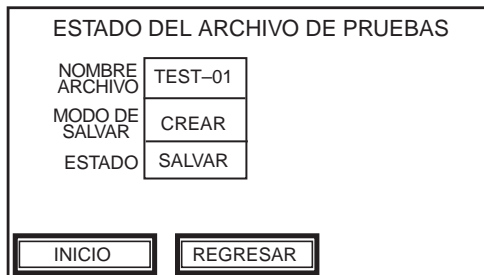 ESTADO DEL ARCHIVO DE PRUEBAS
NOMBRE
ARCHIVO
TEST–01
MODO DE
SALVAR
CREAR
ESTADO
SALVAR
INICIO
REGRESAR